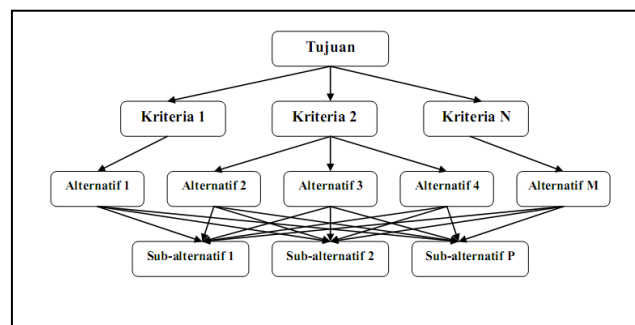 Tujuan
Kriteria 1
Kriteria 2
Kriteria N
Alternatif 1
Alternatif 2
Alternatif 3
Alternatif 4
Alternatif M
Sub-alternatif 1
Sub-alternatif 2
Sub-alternatif P